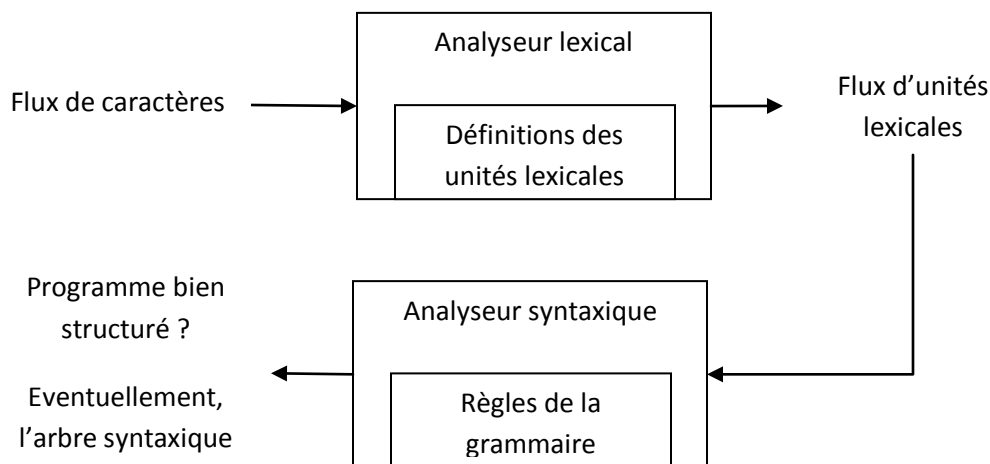 Analyseur lexical
Flux de caractères
Définitions des
unités lexicales
Flux d’unités
lexicales
Programme bien
structuré ?
Eventuellement,
l’arbre syntaxique
Analyseur syntaxique
Règles de la
grammaire